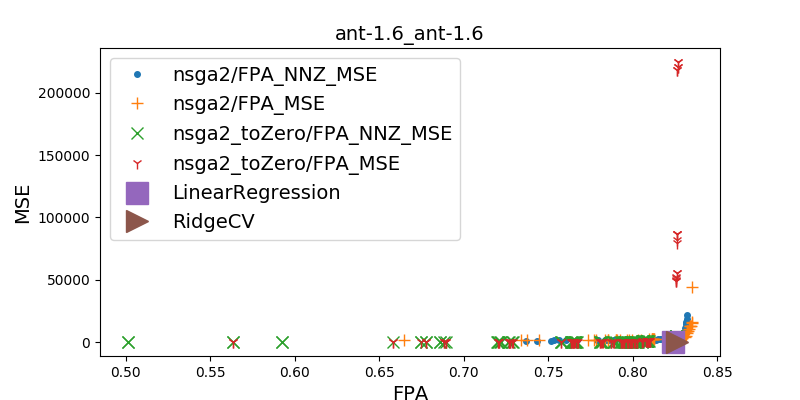 ant-1.6_ant-1.6
nsga2/FPA_NNZ_MSE
nsga2/FPA_MSE
nsga2_toZero/FPA_NNZ_MSE
nsga2_toZero/FPA_MSE
LinearRegression
RidgeCV
MSE
200000
150000
100000
50000
0
0.50 0.55 0.60 0.65 0.70 0.75 0.80 0.85
FPA